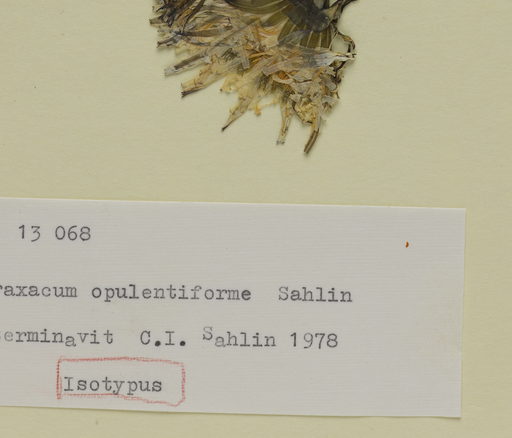 13 068
raxacum opulentiforme Sahlin
erminavit C.I. Sahlin 1978
Isotypus